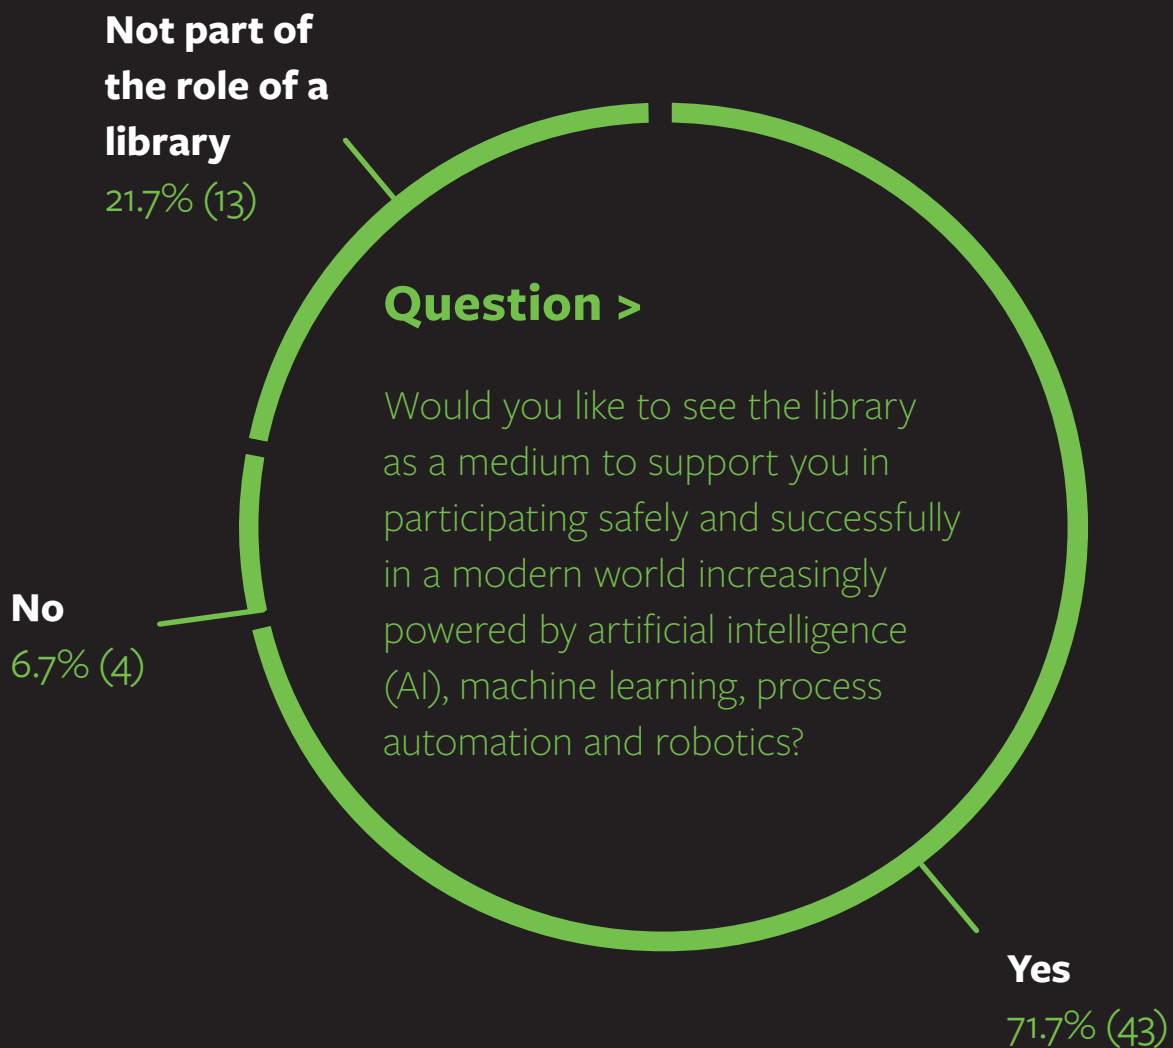 Not part of
the role of a
library
21.7% (13)
Question >
Would you like to see the library
as a medium to support you in
participating safely and successfully
in a modern world increasingly
powered by artificial intelligence
(AI), machine learning, process
automation and robotics?
No
6.7% (4)
Yes
71.7% (43)